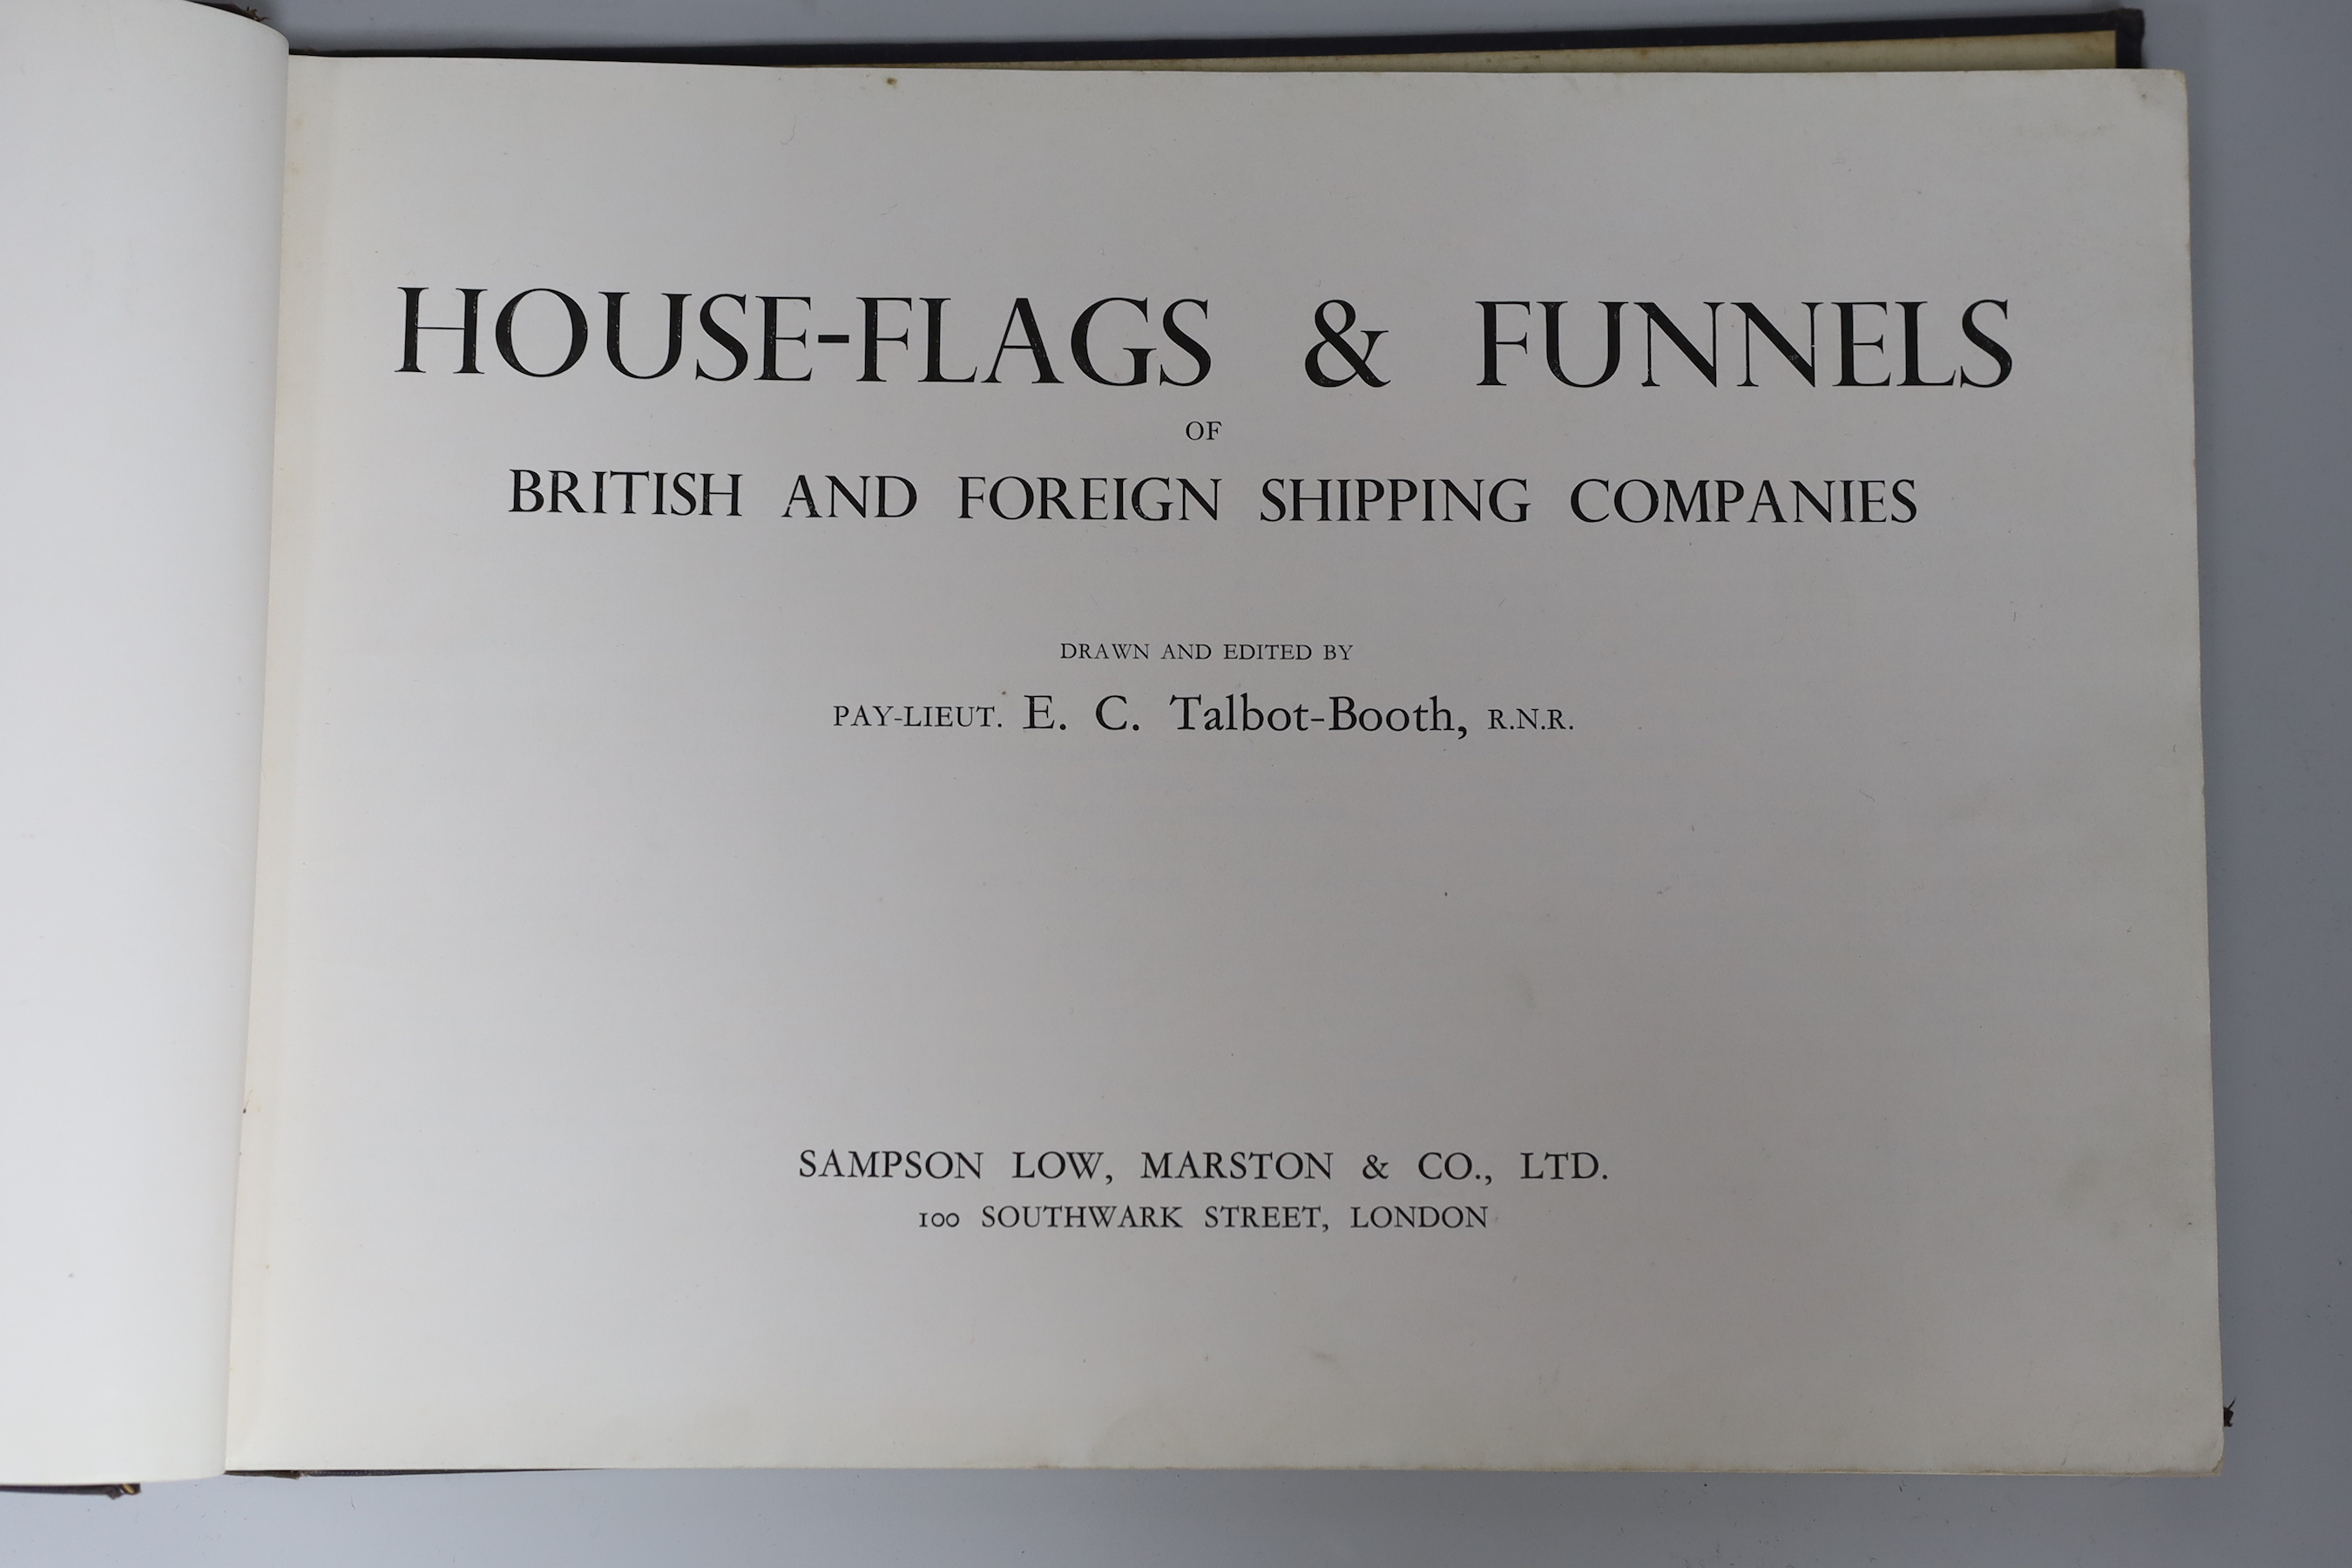 HOUSE-FLAGS & FUNNELS
OF
BRITISH AND FOREIGN SHIPPING COMPANIES
DRAWN AND EDITED BY
PAY-LIEUT. E. C. Talbot-Booth, R.N.R.
SAMPSON LOW, MARSTON & CO., LTD.
100 SOUTHWARK STREET, LONDON